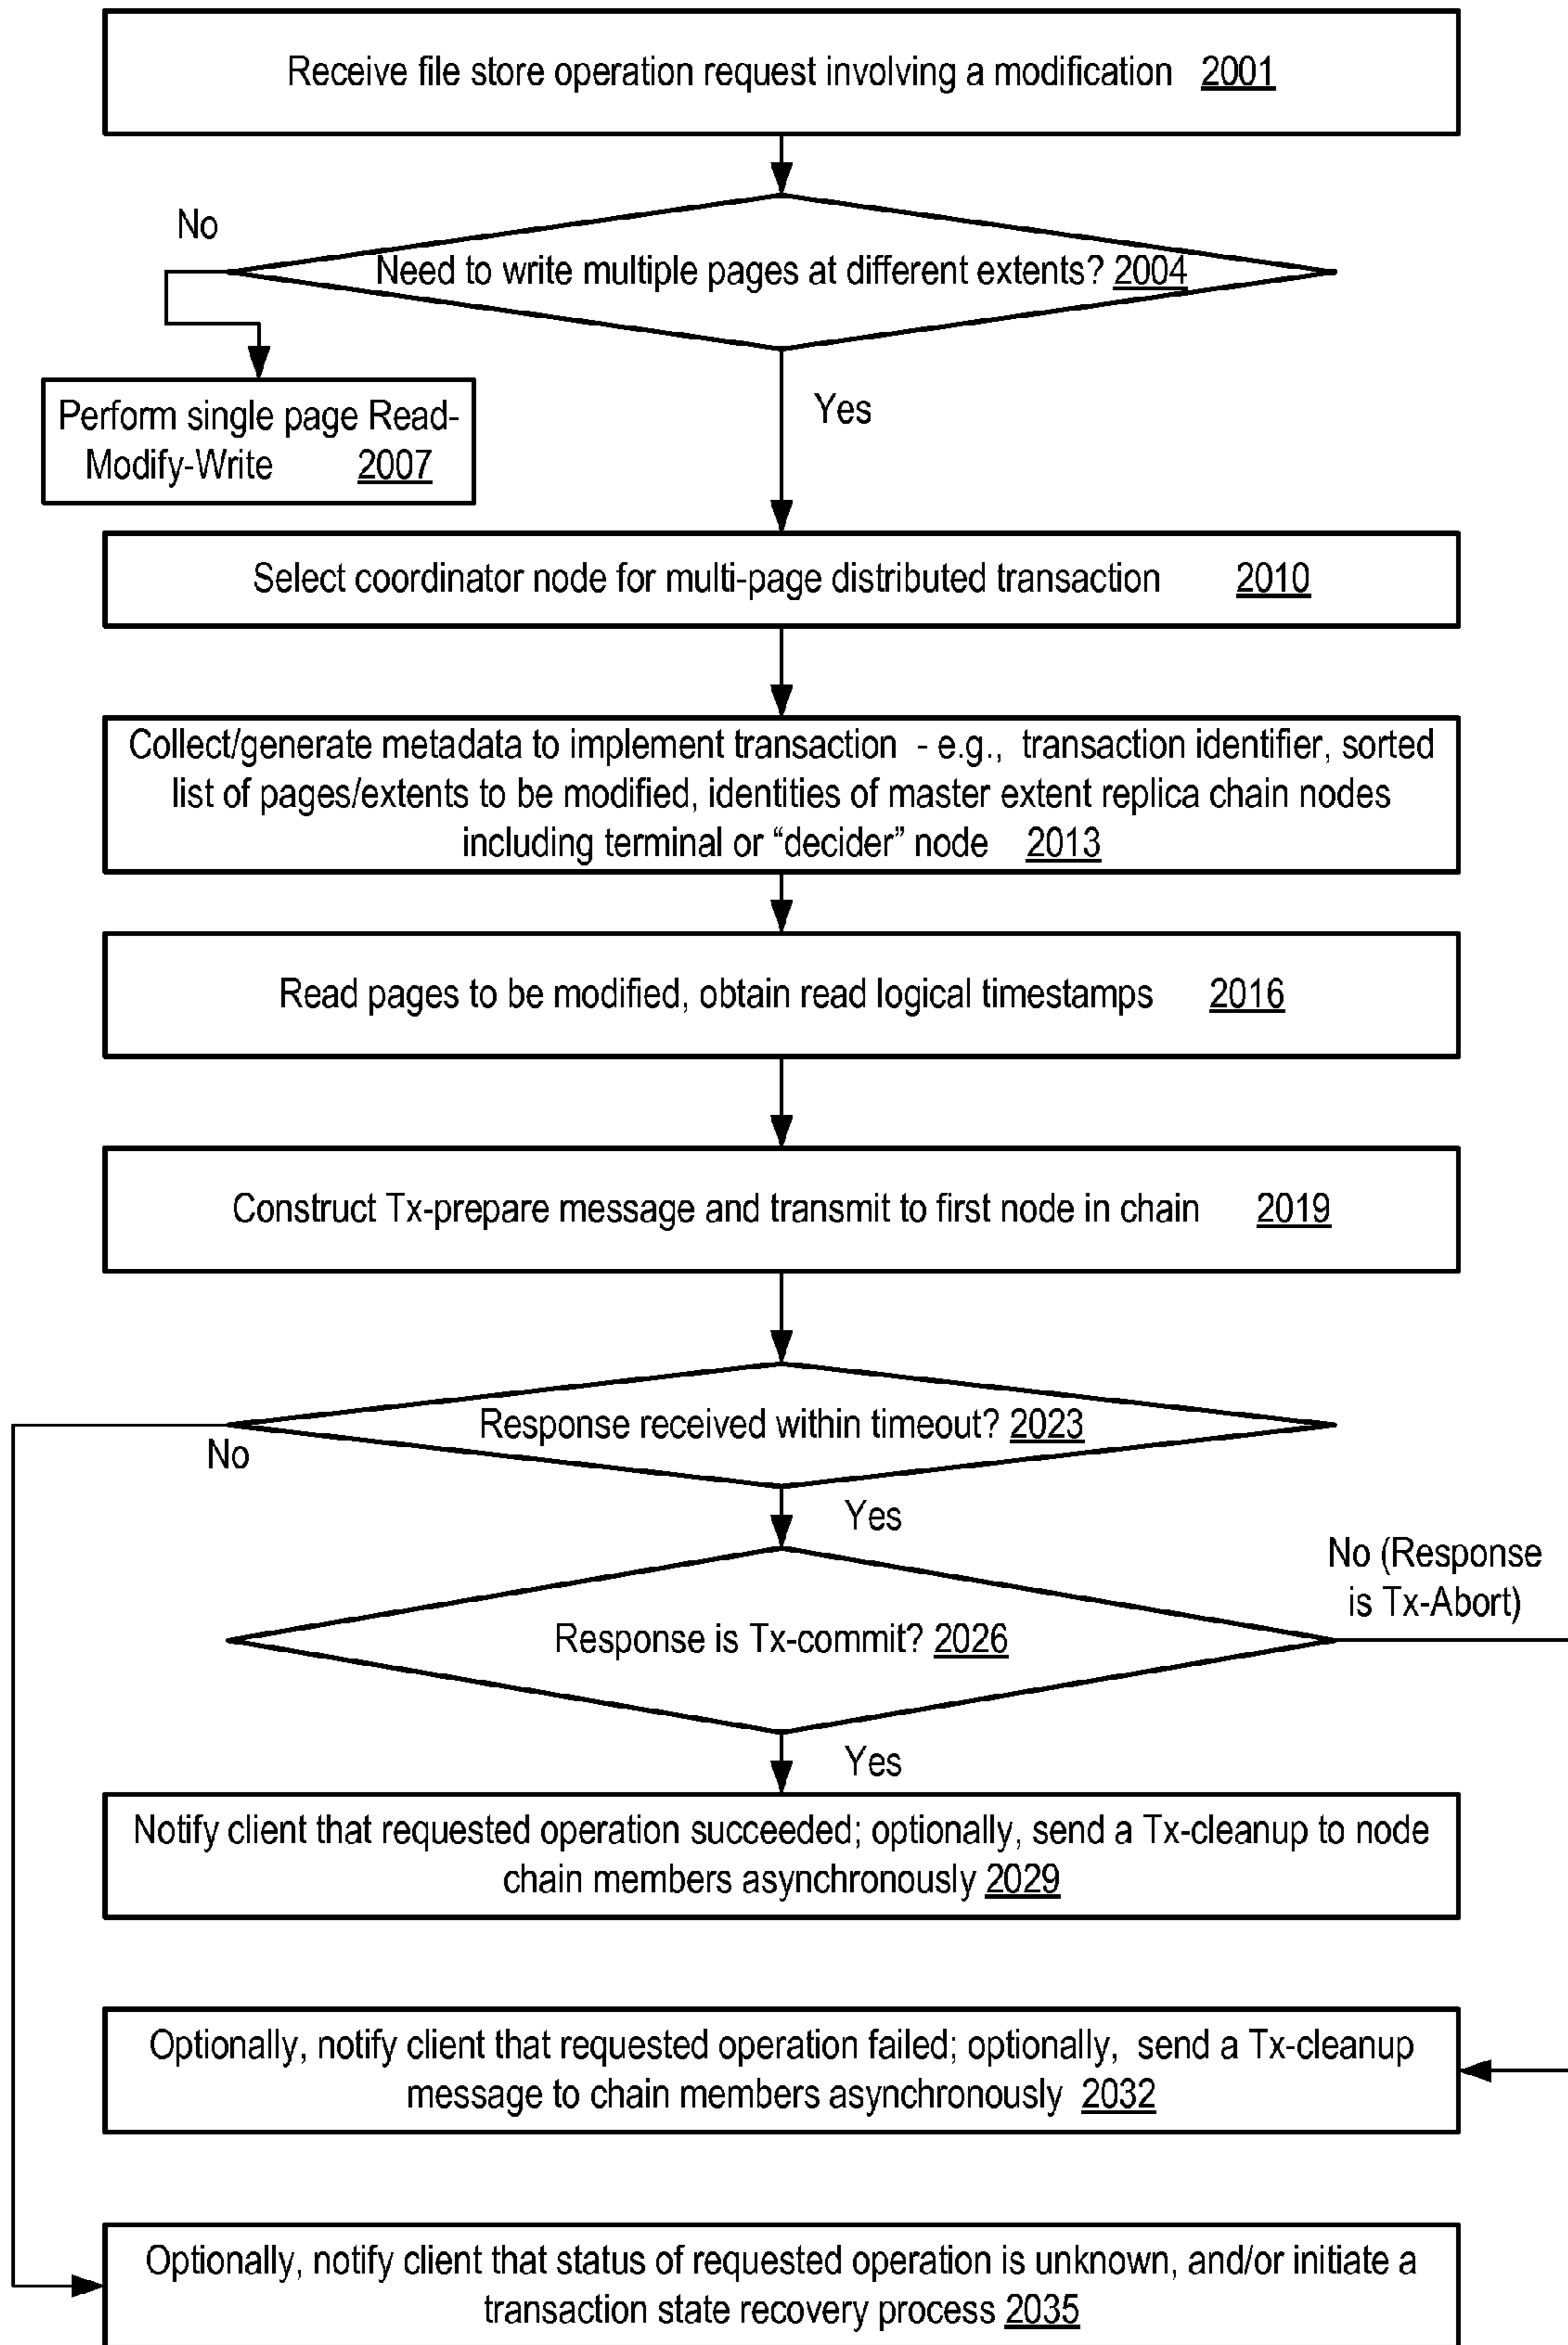 Receive file store operation request involving a modification 2001
No
Need to write multiple pages at different extents? 2004
Yes
Perform single page Read-
Modify-Write 2007
Select coordinator node for multi-page distributed transaction 2010
Collect/generate metadata to implement transaction - e.g., transaction identifier, sorted
list of pages/extents to be modified, identities of master extent replica chain nodes
including terminal or “decider” node 2013
Read pages to be modified, obtain read logical timestamps 2016
Construct Tx-prepare message and transmit to first node in chain 2019
Response received within timeout? 2023
No
Yes
No (Response
is Tx-Abort)
Response is Tx-commit? 2026
Yes
Notify client that requested operation succeeded; optionally, send a Tx-cleanup to node
chain members asynchronously 2029
Optionally, notify client that requested operation failed; optionally, send a Tx-cleanup
message to chain members asynchronously 2032
Optionally, notify client that status of requested operation is unknown, and/or initiate a
transaction state recovery process 2035